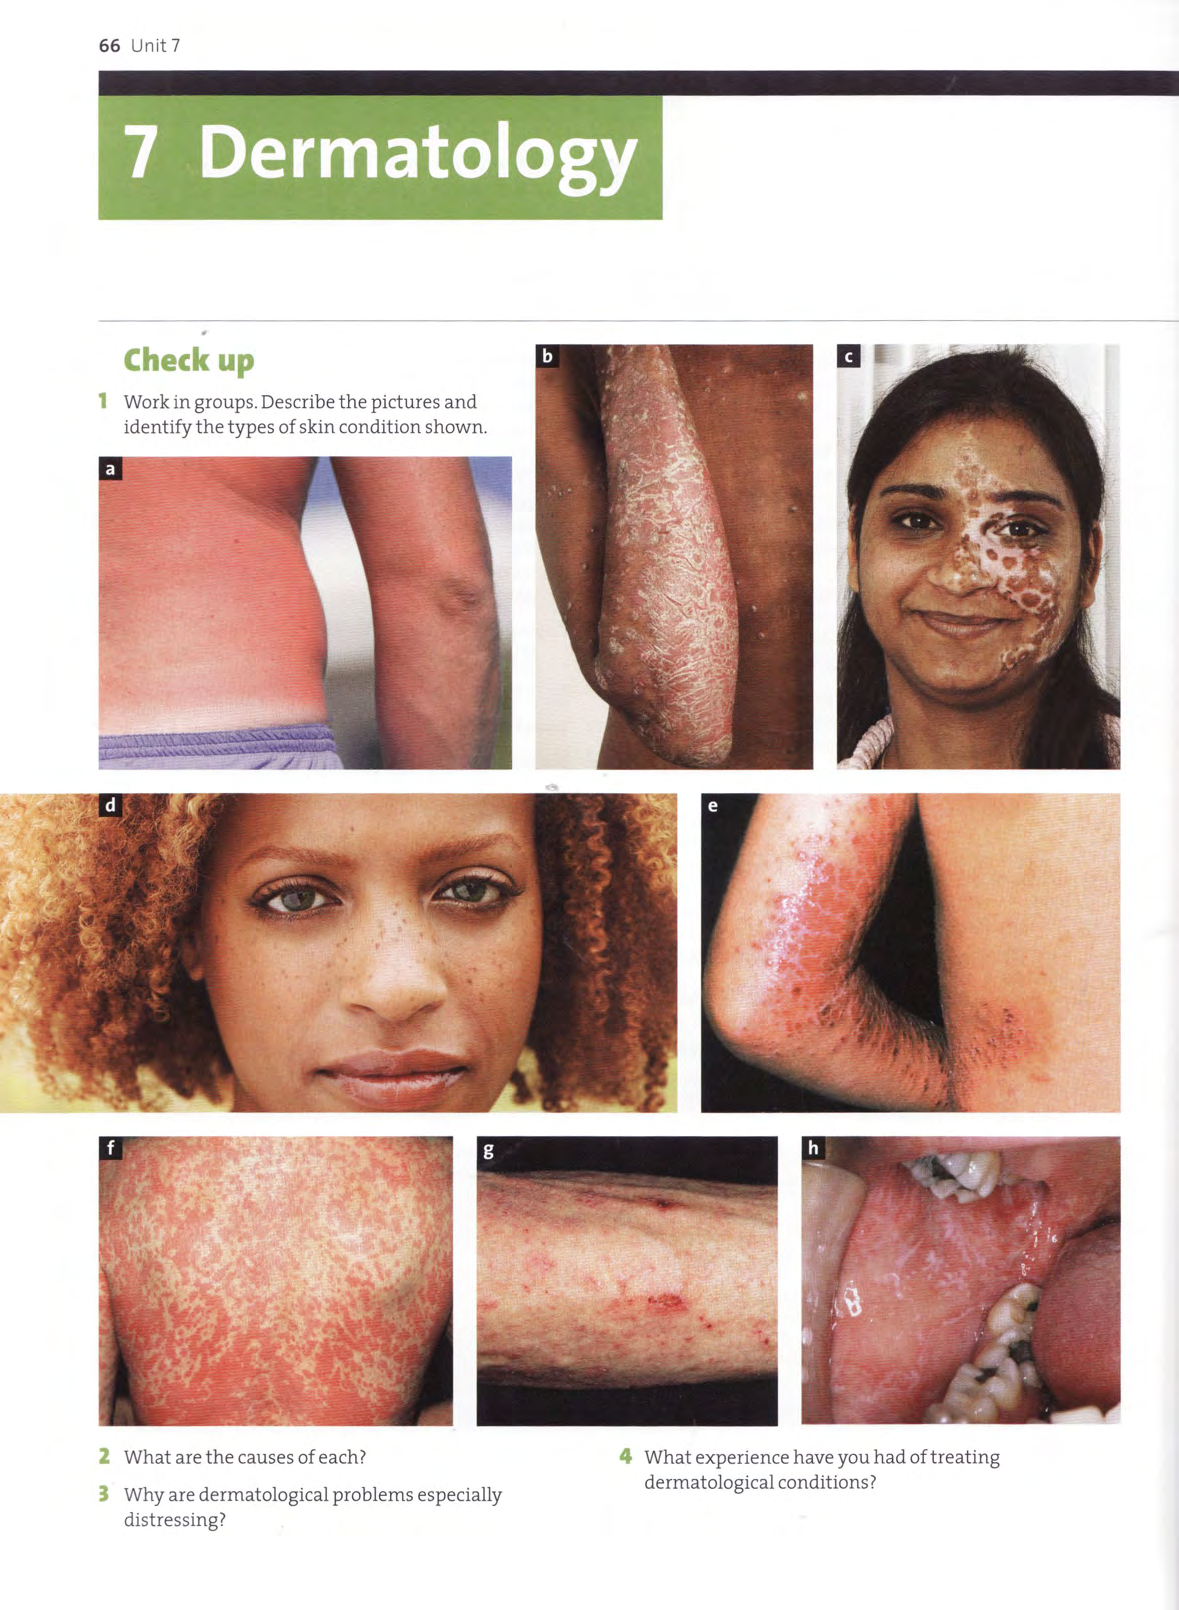 66 Unit 7
7 Dermatology
Check up
1 Work in groups. Describe the pictures and
identify the types of skin condition shown.
a
b
c
d
e
f
g
h
2 What are the causes of each?
3 Why are dermatological problems especially
distressing?
4 What experience have you had of treating
dermatological conditions?